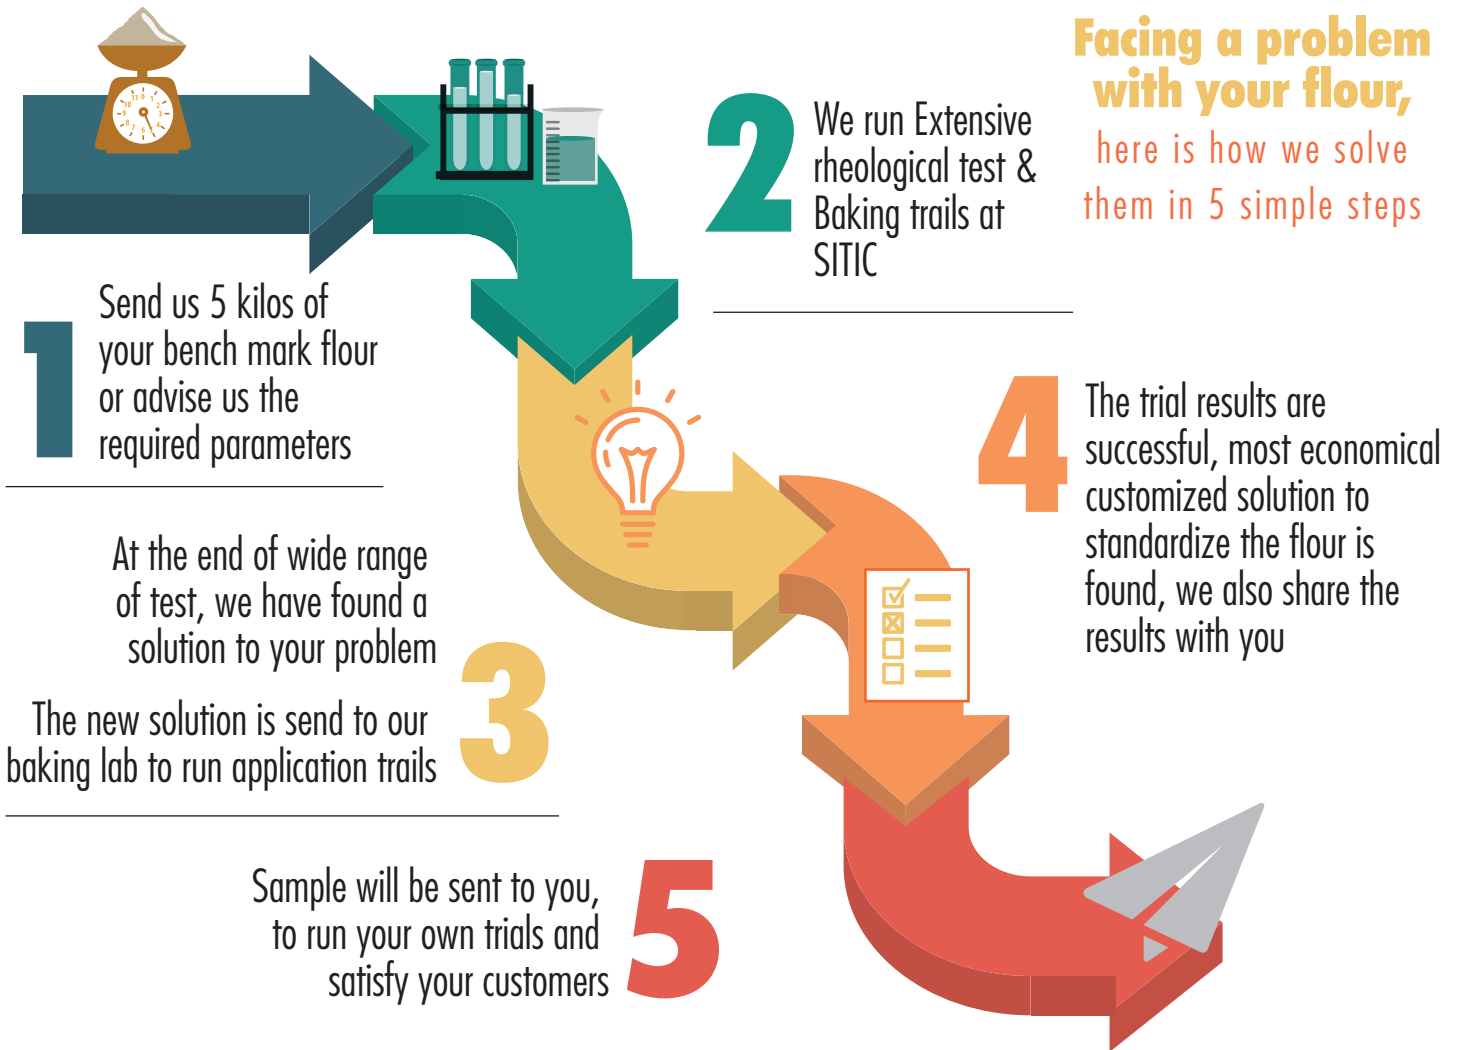 Facing a problem
with your flour,
here is how we solve
them in 5 simple steps
1
Send us 5 kilos of
your bench mark flour
or advise us the
required parameters
2
We run Extensive
rheological test &
Baking trails at
SITIC
At the end of wide range
of test, we have found a
solution to your problem
The new solution is send to our
baking lab to run application trails
3
4
The trial results are
successful, most economical
customized solution to
standardize the flour is
found, we also share the
results with you
Sample will be sent to you,
to run your own trials and
satisfy your customers
5